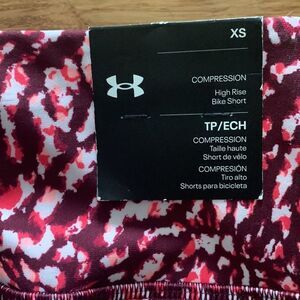 XS
COMPRESSION
High Rise
Bike Short
TP/ECH
COMPRESSION
Taille haute
Short de vélo
COMPRESIÓN
Tiro alto
Shorts para bicicleta